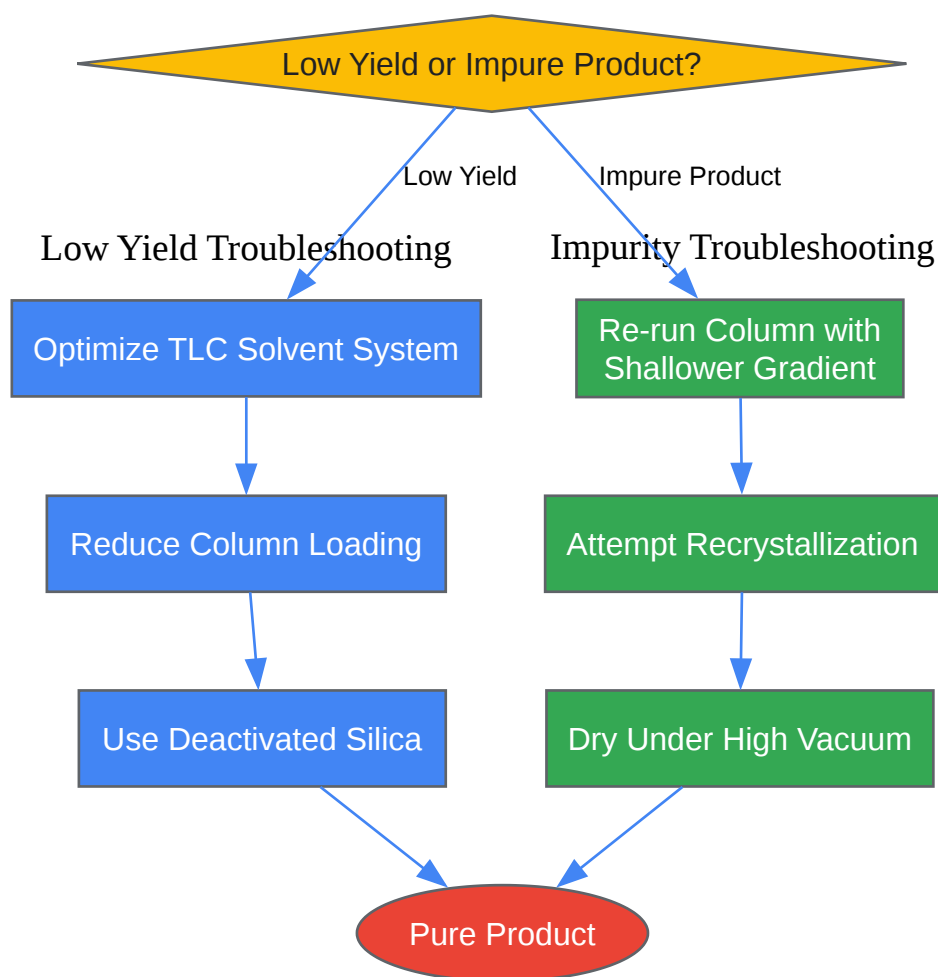 Low Yield or Impure Product?
Low Yield
Impure Product
Low Yield Troubleshooting
Impurity Troubleshooting
Optimize TLC Solvent System
Re-run Column with
Shallower Gradient
Reduce Column Loading
Attempt Recrystallization
Use Deactivated Silica
Dry Under High Vacuum
Pure Product